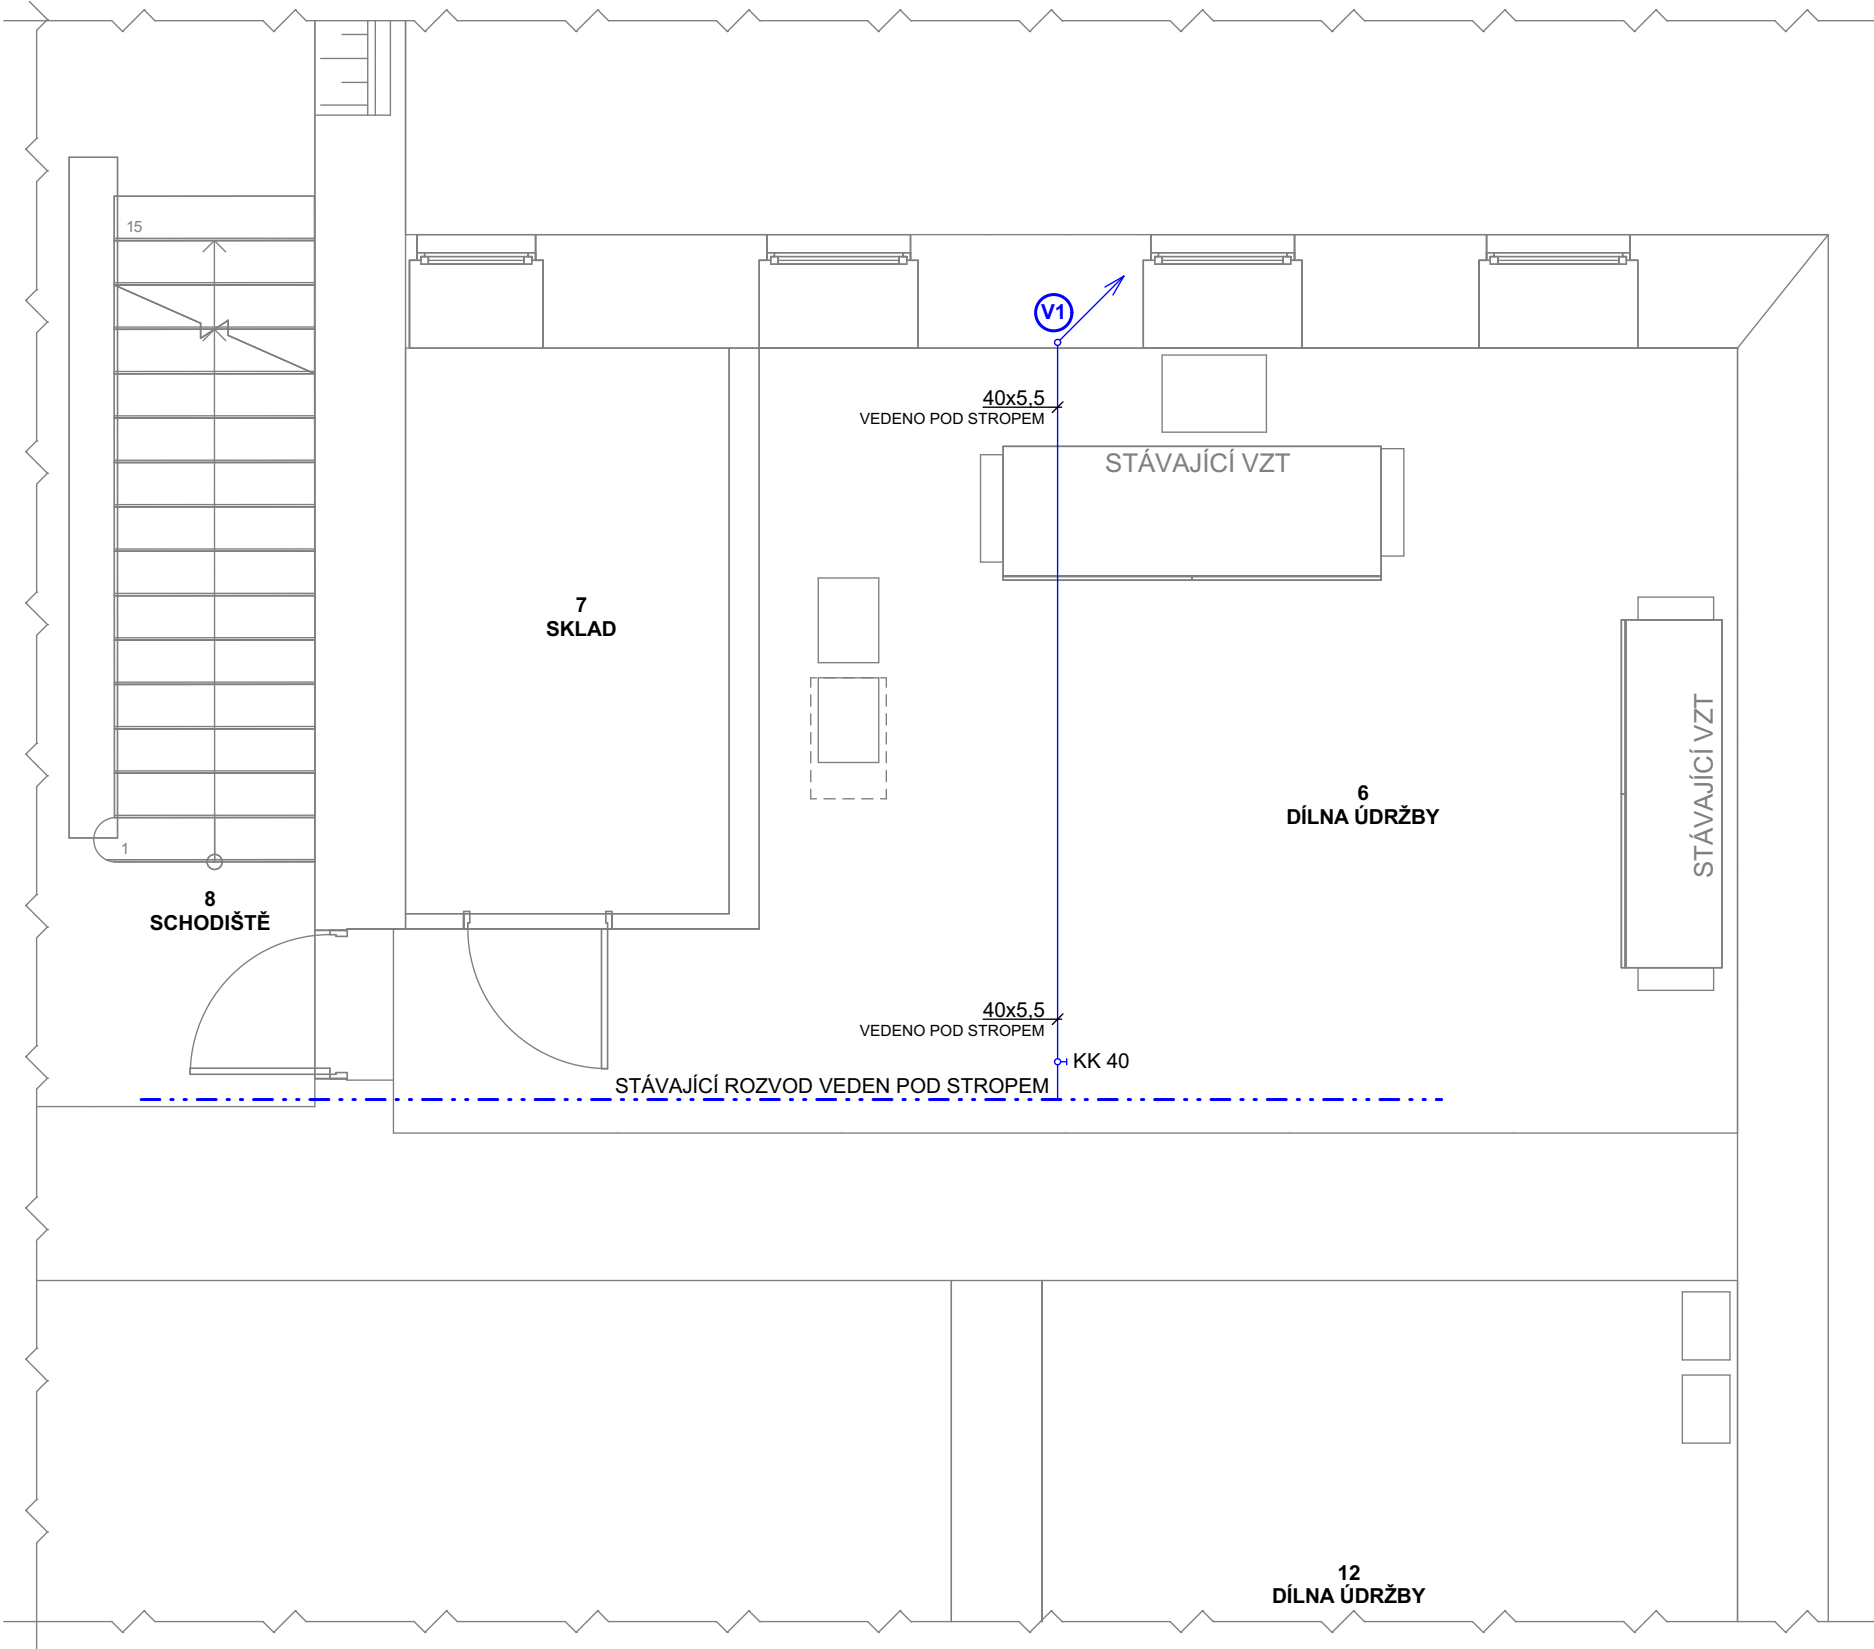 15
V1
40x5,5
VEDENO POD STROPEM
STÁVAJÍCÍ VZT
7
SKLAD
STÁVAJÍCÍ VZT
6
DÍLNA ÚDRŽBY
1
8
SCHODIŠTĚ
40x5,5
VEDENO POD STROPEM
KK 40
STÁVAJÍCÍ ROZVOD VEDEN POD STROPEM
12
DÍLNA ÚDRŽBY